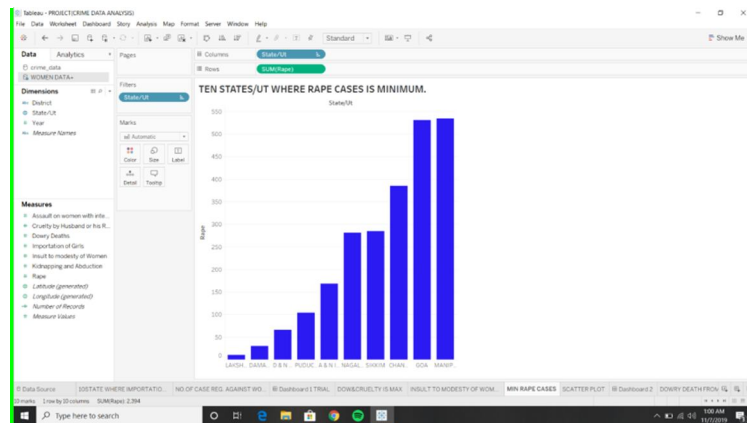 tableau - PROJECT(CRIME DATA ANALYSIS)
File Data Worksheet Dashboard Story Analysis Map Format Server Window Help
Standard
Show Me
Data Analytics
crime_data
WOMEN DATA+
Dimensions
Abc District
State/Ut
Year
Abc Measure Names
Measures
Assault on women with inte...
Cruelty by Husband or his R...
Dowry Deaths
Importation of Girls
Insult to modesty of Women
Kidnapping and Abduction
Rape
Latitude (generated)
Longitude (generated)
Number of Records
Measure Values
Pages
Filters
State/Ut
Marks
Automatic
Color Size Label
Detail Tooltip
Columns State/Ut
Rows SUM(Rape)
TEN STATES/UT WHERE RAPE CASES IS MINIMUM.
State/Ut
550
500
450
400
350
300
250
200
150
100
50
0
Rape
LAKSH.. DAMA.. D & N .. PUDUC.. A & N I.. NAGAL.. SIKKIM CHAN.. GOA MANIP..
Data Source 10STATE WHERE IMPORTATIO... NO.OF CASE REG. AGAINST WO... Dashboard 1 TRIAL DOW&CRUELTY IS MAX INSULT TO MODESTY OF WOM... MIN RAPE CASES SCATTER PLOT Dashboard 2 DOWRY DEATH FROM
10 marks 1 row by 10 columns SUM(Rape): 2,394
Type here to search
1:00 AM
11/7/2019